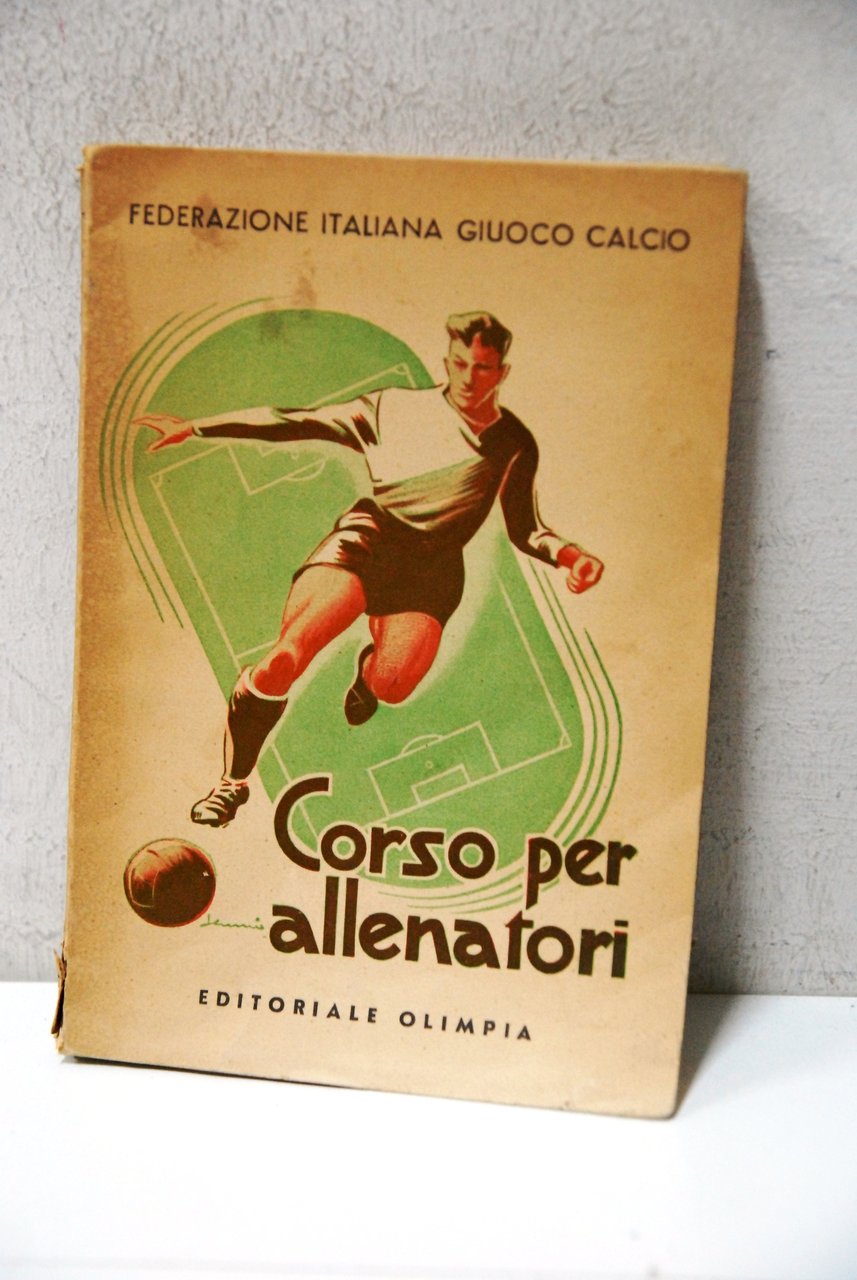 FEDERAZIONE ITALIANA GIUOCO CALCIO
Corso per
allenatori
EDITORIALE OLIMPIA